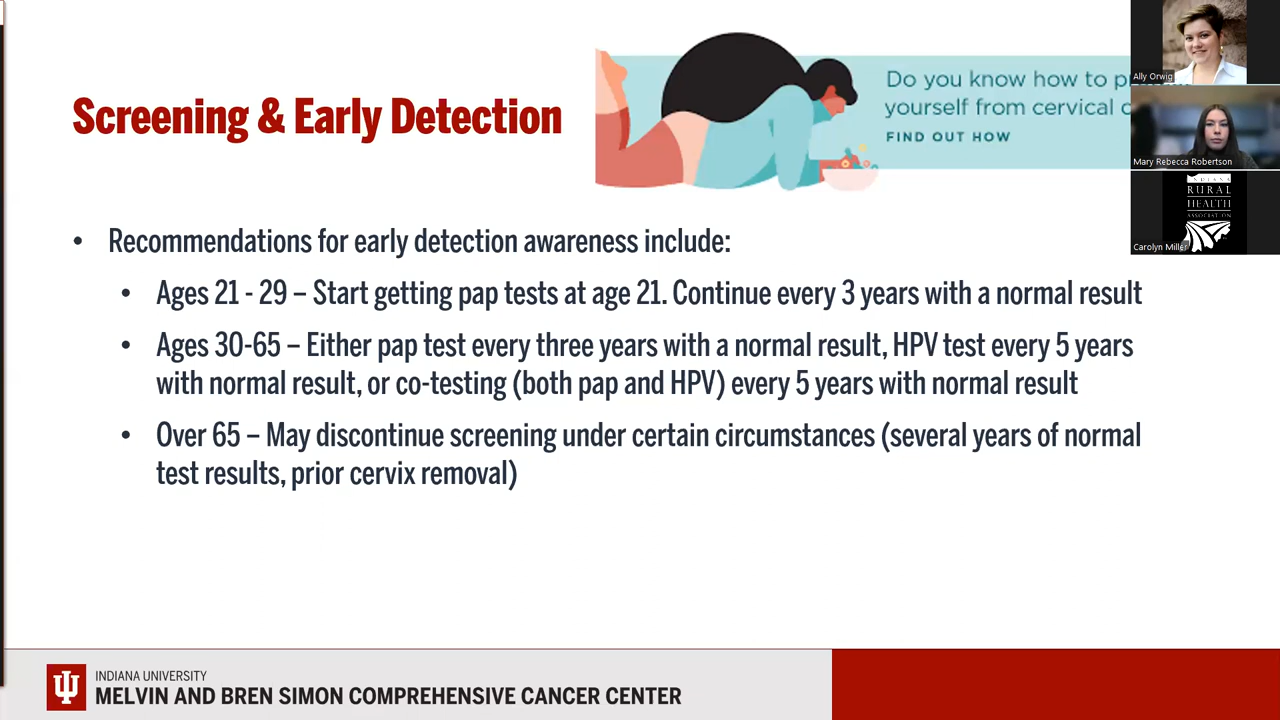 Screening & Early Detection
Do you know how to
yourself from cervical
FIND OUT HOW
Ally Orwig
Mary Rebecca Robertson
INDIANA
RURAL
HEALTH
ASSOCIATION
Carolyn Miller
• Recommendations for early detection awareness include:
• Ages 21 - 29 – Start getting pap tests at age 21. Continue every 3 years with a normal result
• Ages 30-65 – Either pap test every three years with a normal result, HPV test every 5 years
with normal result, or co-testing (both pap and HPV) every 5 years with normal result
• Over 65 – May discontinue screening under certain circumstances (several years of normal
test results, prior cervix removal)
INDIANA UNIVERSITY
MELVIN AND BREN SIMON COMPREHENSIVE CANCER CENTER